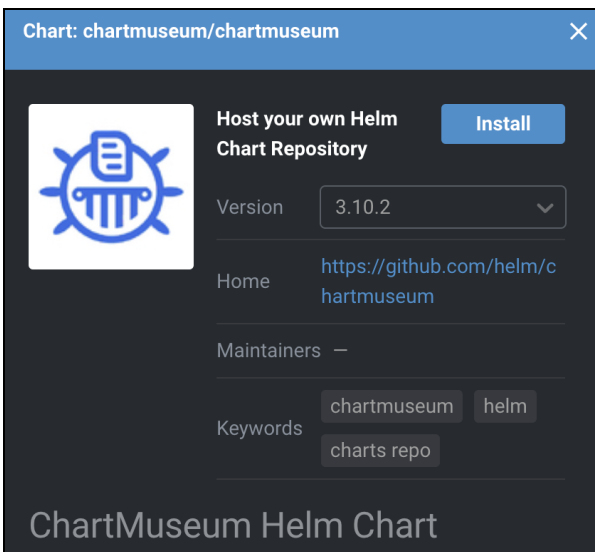 Chart: chartmuseum/chartmuseum
Host your own Helm
Chart Repository
Install
Version
3.10.2
Home
https://github.com/helm/c
hartmuseum
Maintainers —
Keywords
chartmuseum helm
charts repo
ChartMuseum Helm Chart